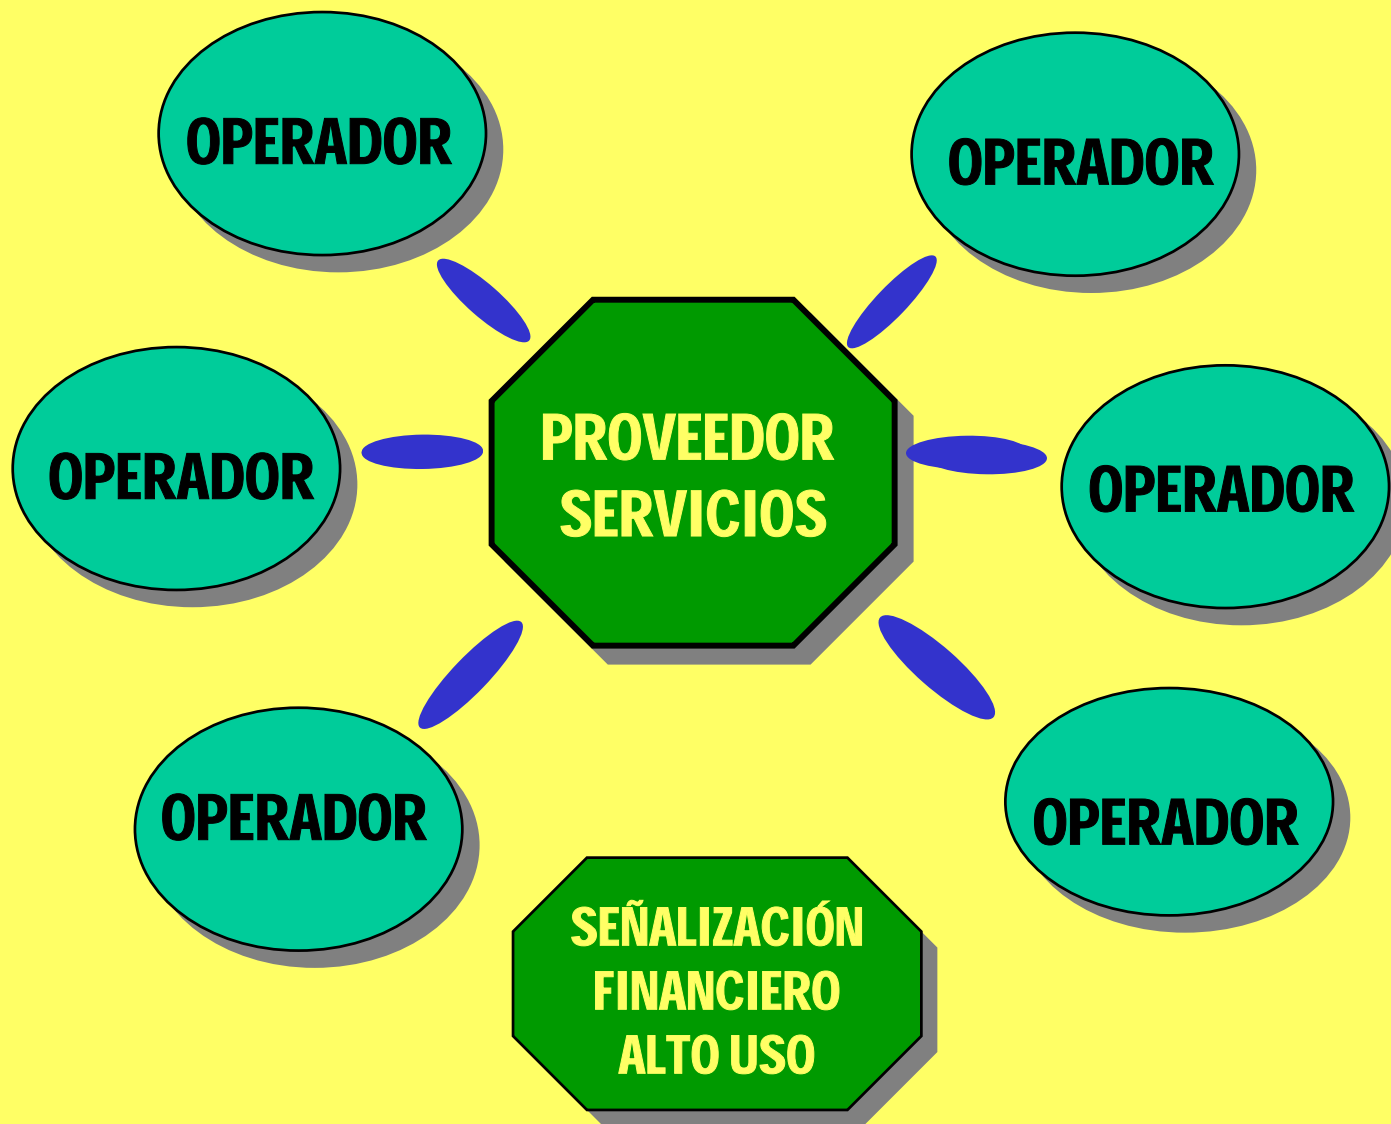 OPERADOR
OPERADOR
PROVEEDOR
SERVICIOS
OPERADOR
OPERADOR
OPERADOR
OPERADOR
SEÑALIZACIÓN
FINANCIERO
ALTO USO